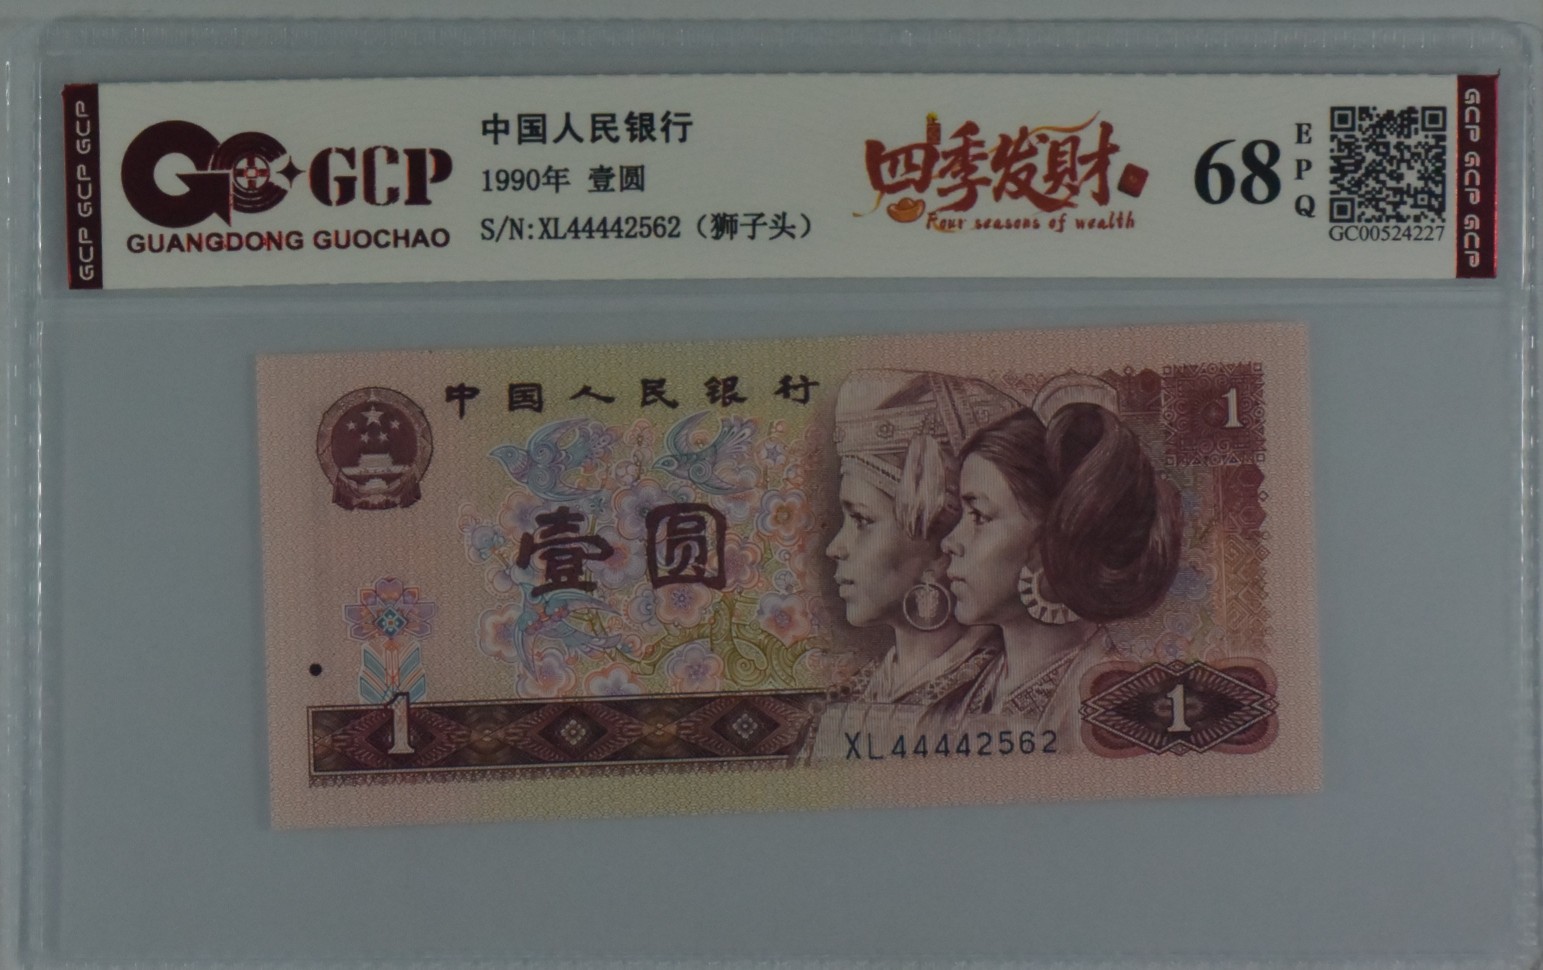 GCP GCP GCP
GCP
GUANGDONG GUOCHAO
中国人民银行
1990年 壹圆
S/N:XL44442562（狮子头）
四季发財
Four seasons of wealth
68
EPQ
GC00524227
GCP GCP GCP
中国人民银行
1
壹圆
1
XL44442562
1